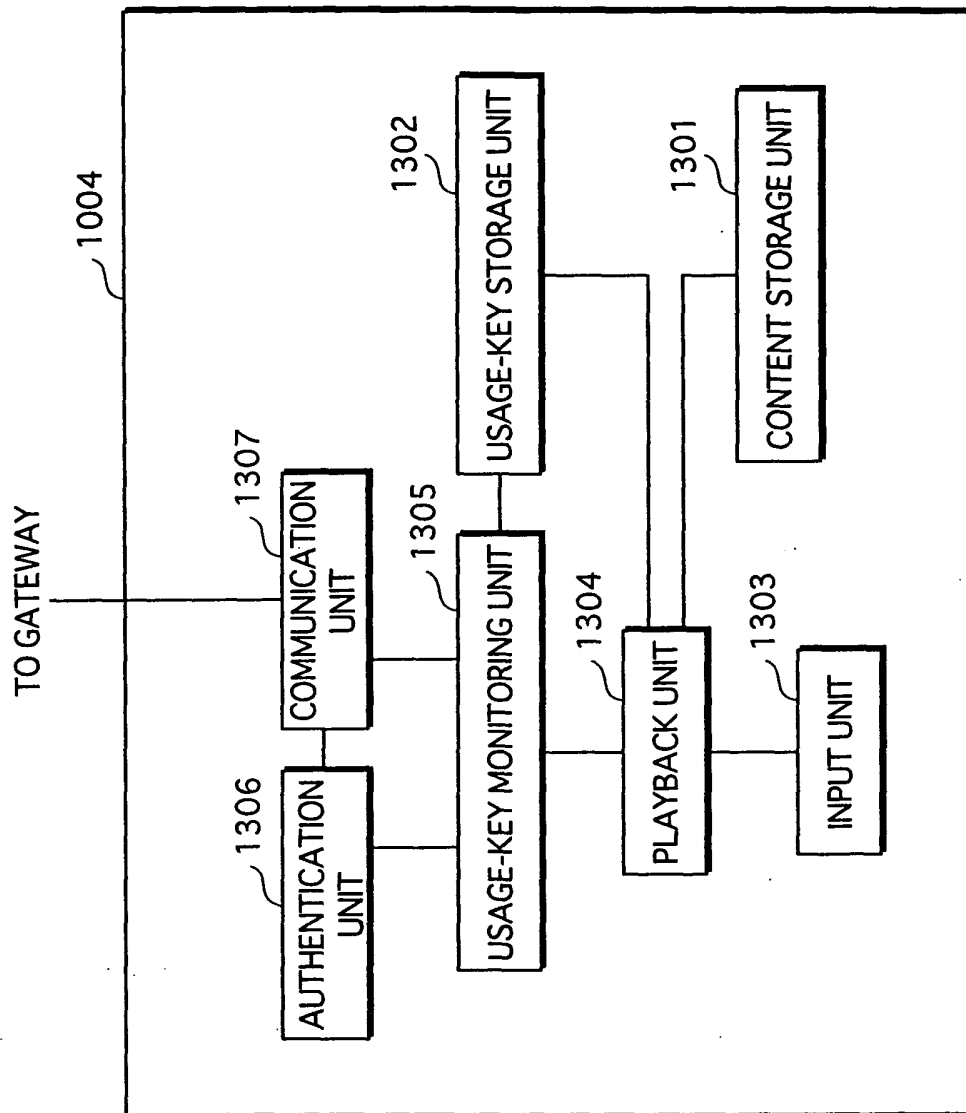 TO GATEWAY
1004
1306
AUTHENTICATION
UNIT
1307
COMMUNICATION
UNIT
1305
USAGE-KEY MONITORING UNIT
1302
USAGE-KEY STORAGE UNIT
1304
PLAYBACK UNIT
1301
CONTENT STORAGE UNIT
1303
INPUT UNIT